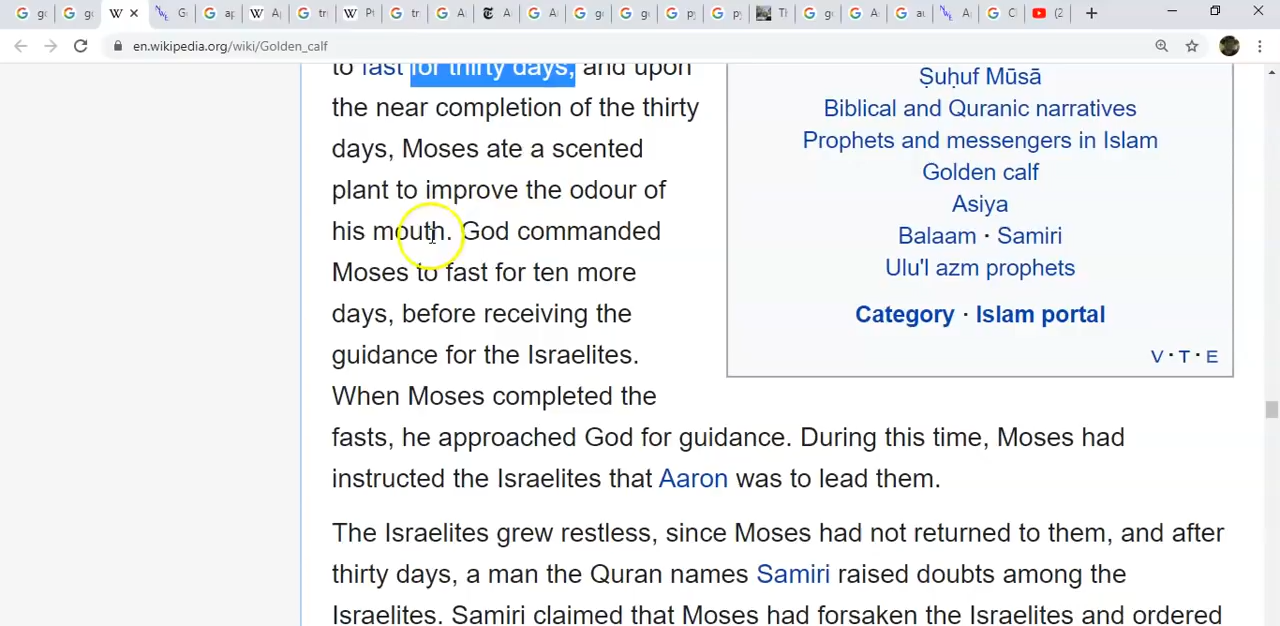 en.wikipedia.org/wiki/Golden_calf
to fast for thirty days, and upon
the near completion of the thirty
days, Moses ate a scented
plant to improve the odour of
his mouth. God commanded
Moses to fast for ten more
days, before receiving the
guidance for the Israelites.
When Moses completed the
fasts, he approached God for guidance. During this time, Moses had
instructed the Israelites that Aaron was to lead them.
The Israelites grew restless, since Moses had not returned to them, and after
thirty days, a man the Quran names Samiri raised doubts among the
Israelites. Samiri claimed that Moses had forsaken the Israelites and ordered
Ṣuḥuf Mūsā
Biblical and Quranic narratives
Prophets and messengers in Islam
Golden calf
Asiya
Balaam · Samiri
Ulu'l azm prophets
Category · Islam portal
V · T · E